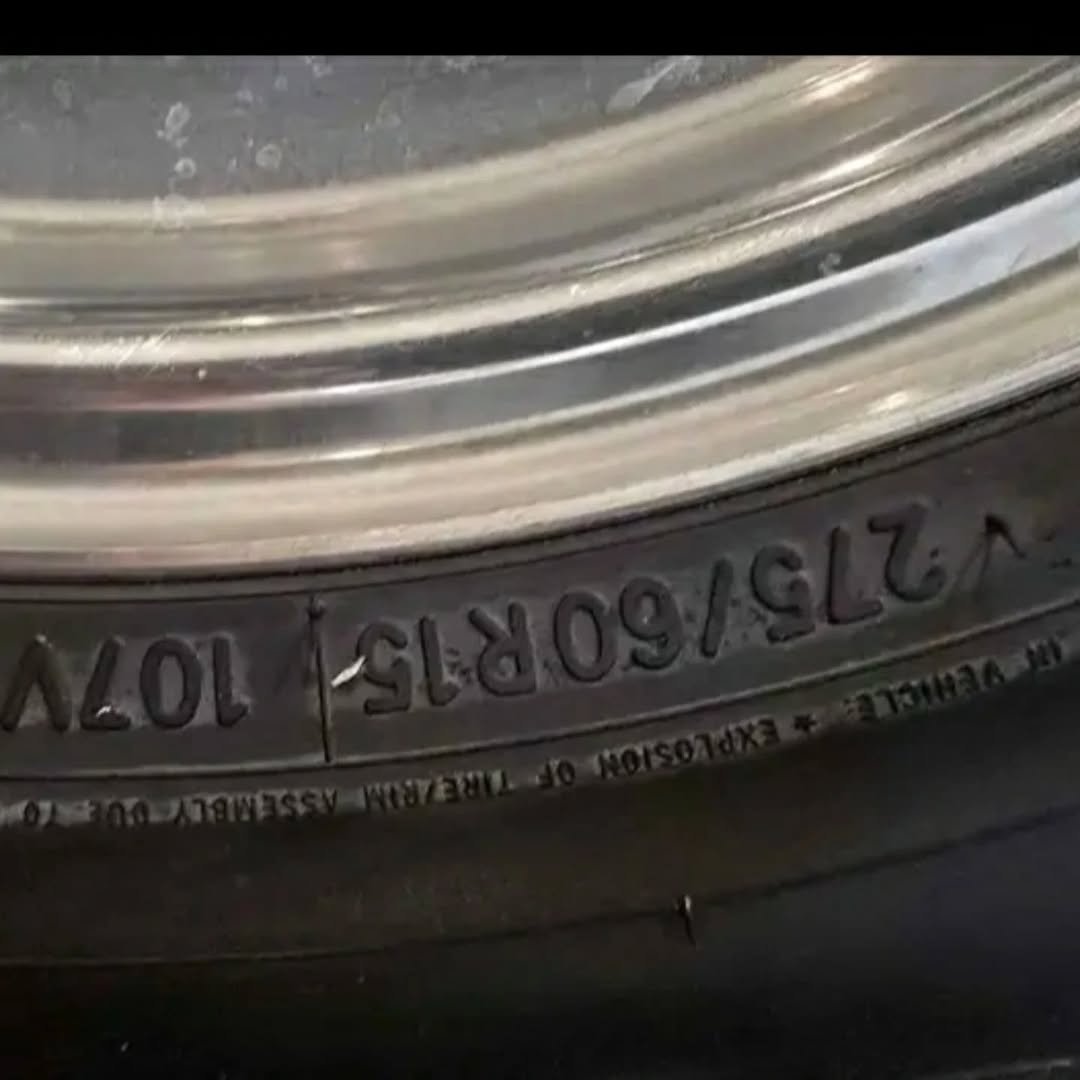 275/60R15 107V
IN VEHICLE. ★ EXPLOSION OF TIRE/RIM ASSEMBLY DUE TO